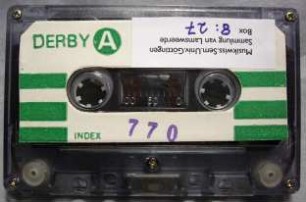 DERBY A
Musikwiss.Sem.Univ.Göttingen
Sammlung van Lamsweerde
Box 8:27
INDEX 770